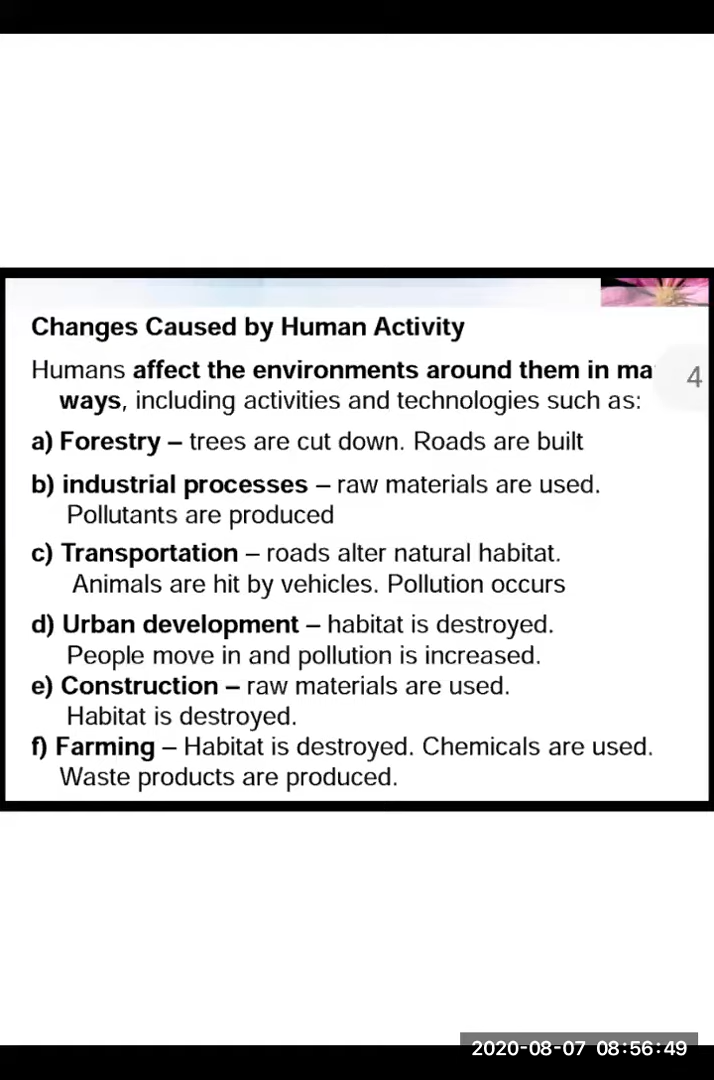 Changes Caused by Human Activity
Humans affect the environments around them in ma
4
ways, including activities and technologies such as:
a) Forestry – trees are cut down. Roads are built
b) industrial processes – raw materials are used.
Pollutants are produced
c) Transportation – roads alter natural habitat.
Animals are hit by vehicles. Pollution occurs
d) Urban development – habitat is destroyed.
People move in and pollution is increased.
e) Construction – raw materials are used.
Habitat is destroyed.
f) Farming – Habitat is destroyed. Chemicals are used.
Waste products are produced.
2020-08-07 08:56:49